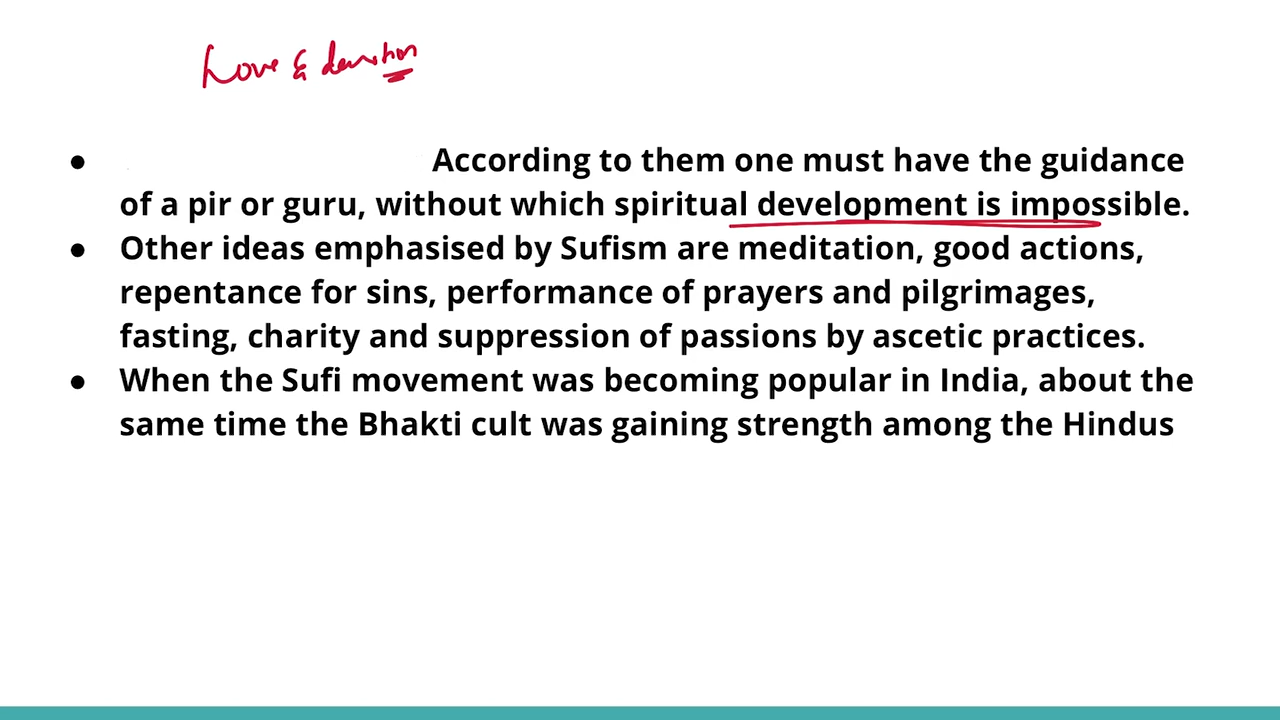 Love & devotion
● According to them one must have the guidance
of a pir or guru, without which spiritual development is impossible.
● Other ideas emphasised by Sufism are meditation, good actions,
repentance for sins, performance of prayers and pilgrimages,
fasting, charity and suppression of passions by ascetic practices.
● When the Sufi movement was becoming popular in India, about the
same time the Bhakti cult was gaining strength among the Hindus